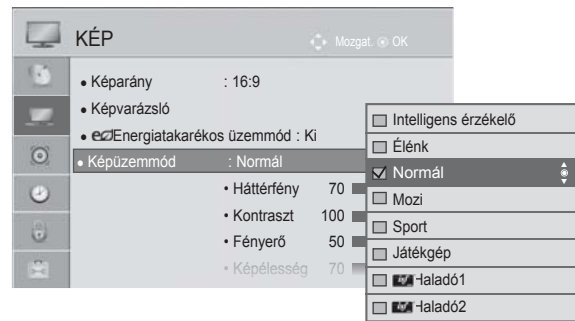 KÉP
Mozgat. OK
• Képarány : 16:9
• Képvarázsló
• Energiatakarékos üzemmód : Ki
• Képüzemmód : Normál
• Háttérfény 70
• Kontraszt 100
• Fényerő 50
• Képélesség 70
Intelligens érzékelő
Élénk
Normál
Mozi
Sport
Játékgép
Haladó1
Haladó2